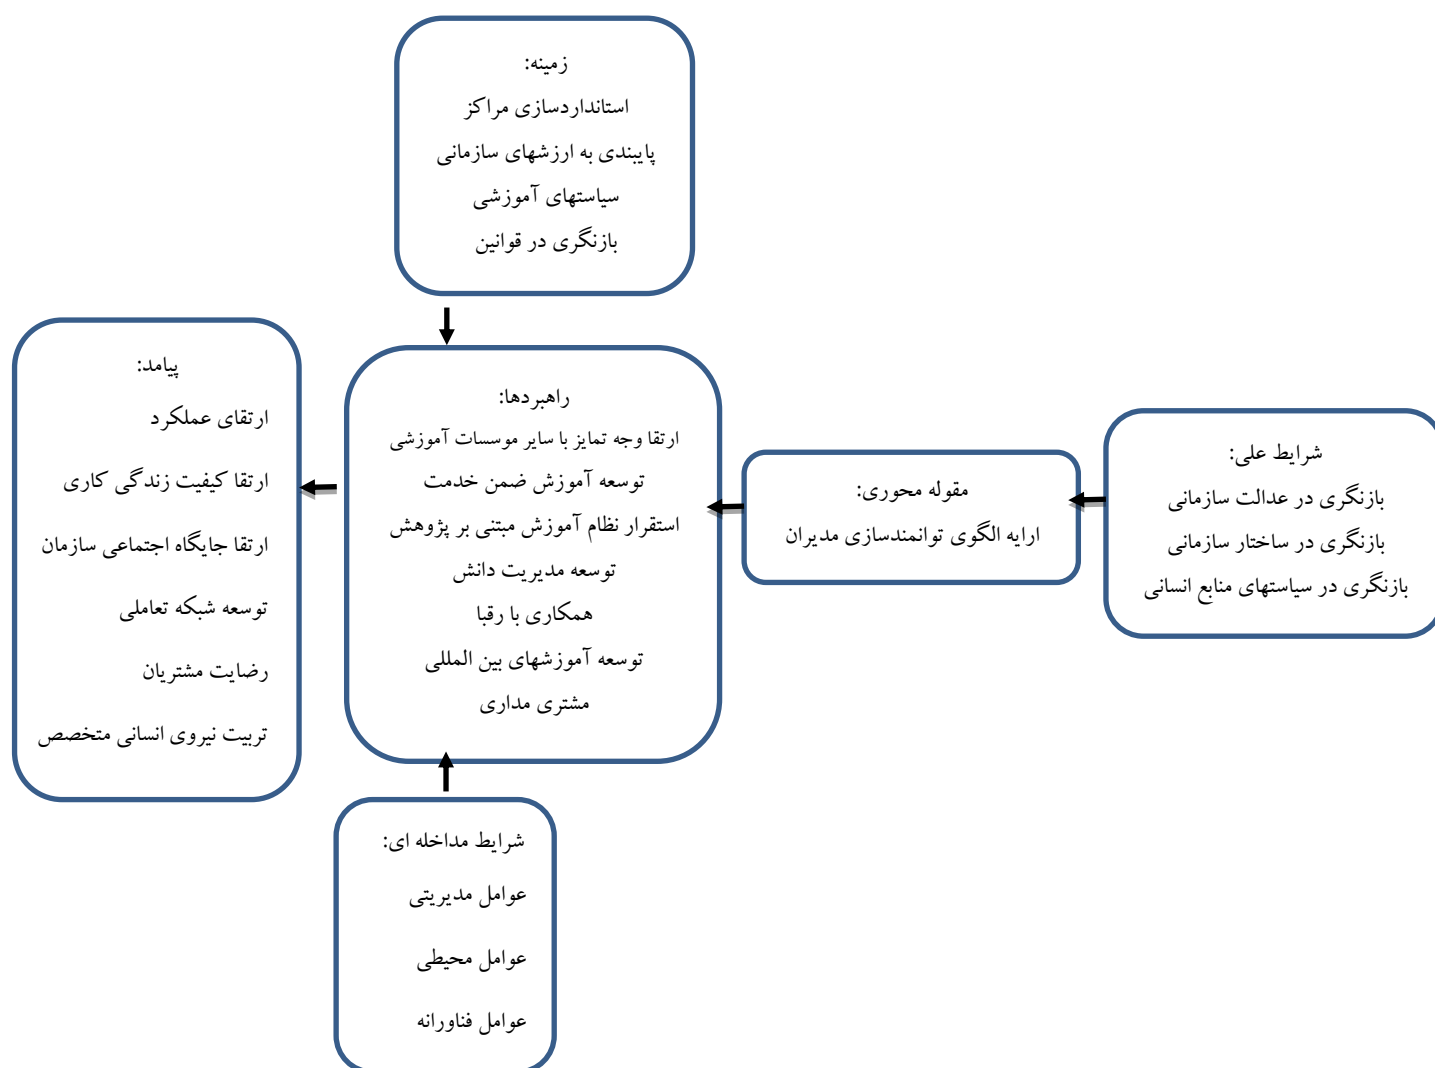 زمینه:
استانداردسازی مراکز
پایبندی به ارزشهای سازمانی
سیاستهای آموزشی
بازنگری در قوانین
شرایط علی:
بازنگری در عدالت سازمانی
بازنگری در ساختار سازمانی
بازنگری در سیاستهای منابع انسانی
مقوله محوری:
ارایه الگوی توانمندسازی مدیران
راهبردها:
ارتقا وجه تمایز با سایر موسسات آموزشی
توسعه آموزش ضمن خدمت
استقرار نظام آموزش مبتنی بر پژوهش
توسعه مدیریت دانش
همکاری با رقبا
توسعه آموزشهای بین المللی
مشتری مداری
پیامد:
ارتقای عملکرد
ارتقا کیفیت زندگی کاری
ارتقا جایگاه اجتماعی سازمان
توسعه شبکه تعاملی
رضایت مشتریان
تربیت نیروی انسانی متخصص
شرایط مداخله ای:
عوامل مدیریتی
عوامل محیطی
عوامل فناورانه